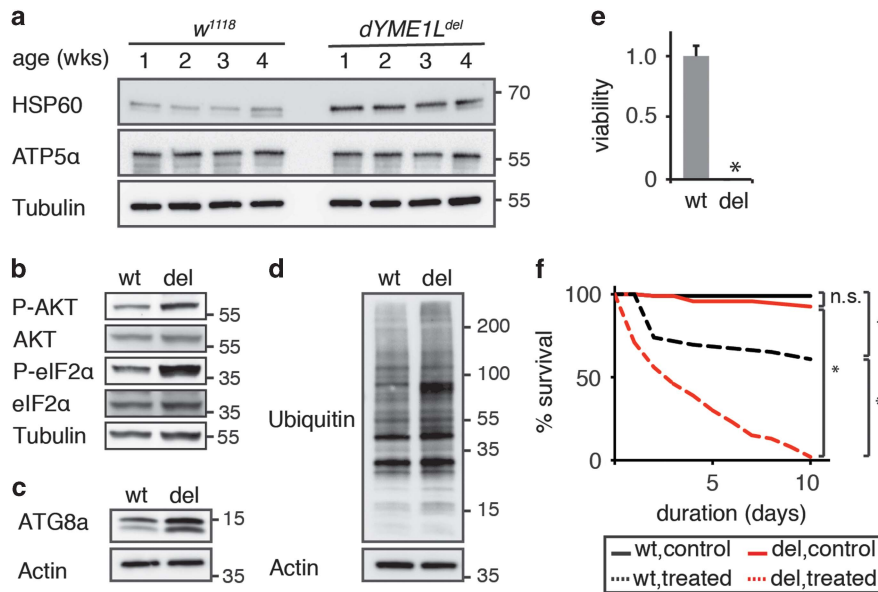 a
w1118 dYME1Ldel
age (wks) 1 2 3 4 1 2 3 4
HSP60
70
ATP5α
55
Tubulin
55
e
viability
1.0
0.5
0
*
wt del
b
wt del
P-AKT
55
AKT
55
P-eIF2α
35
eIF2α
35
Tubulin
55
c
wt del
ATG8a
15
Actin
35
d
wt del
Ubiquitin
200
100
55
35
15
Actin
35
f
% survival
100
50
0
n.s.
*
5 10
duration (days)
wt,control del,control
wt,treated del,treated